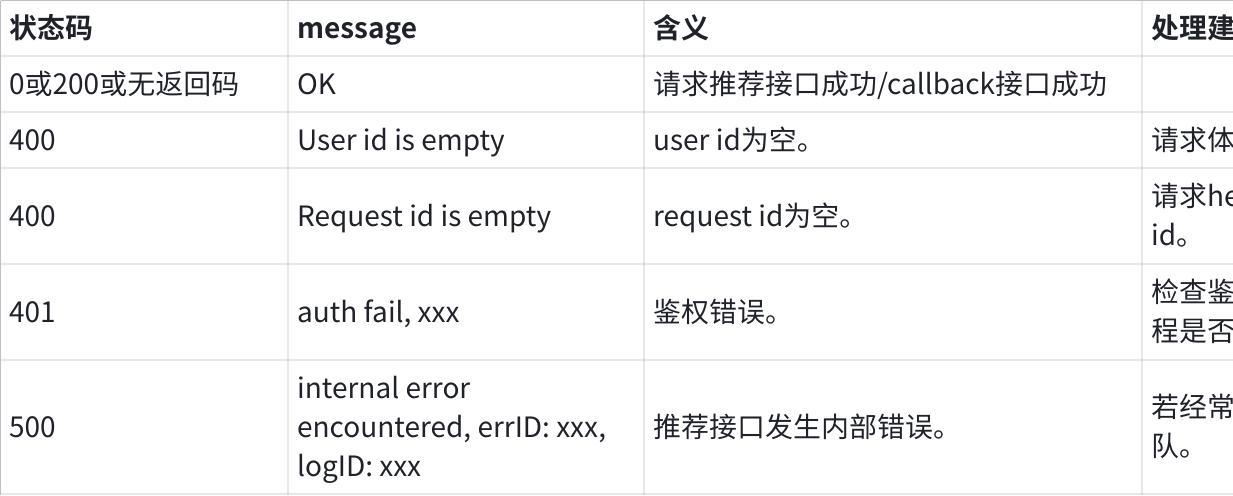 状态码 message 含义 处理建
0或200或无返回码 OK 请求推荐接口成功/callback接口成功
400 User id is empty user id为空。 请求体
400 Request id is empty request id为空。 请求he
id。
401 auth fail, xxx 鉴权错误。 检查鉴
程是否
500 internal error
encountered, errID: xxx,
logID: xxx 推荐接口发生内部错误。 若经常
队。